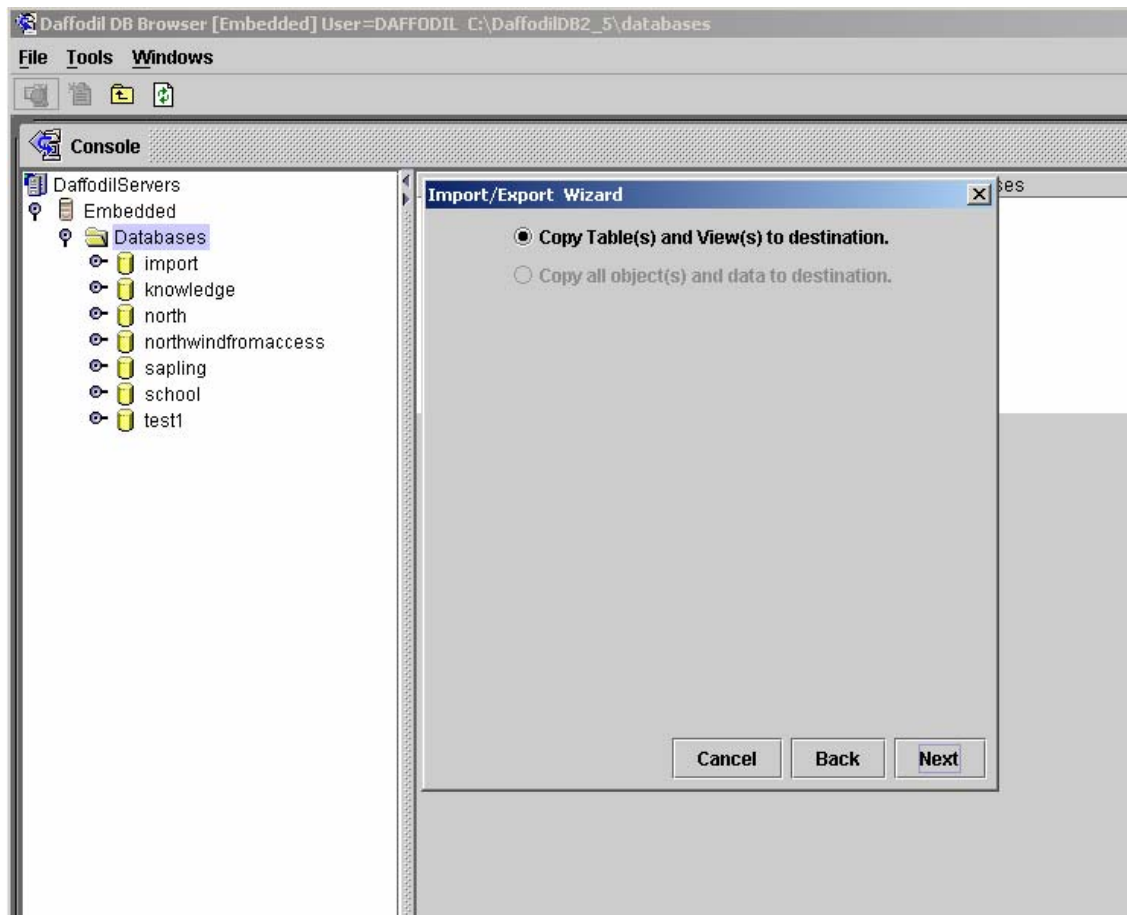 Daffodil DB Browser [Embedded] User=DAFFODIL C:\DaffodilDB2_5\databases
File Tools Windows
Console
DaffodilServers
Embedded
Databases
import
knowledge
north
northwindfromaccess
sapling
school
test1
ses
Import/Export Wizard
Copy Table(s) and View(s) to destination.
Copy all object(s) and data to destination.
Cancel Back Next